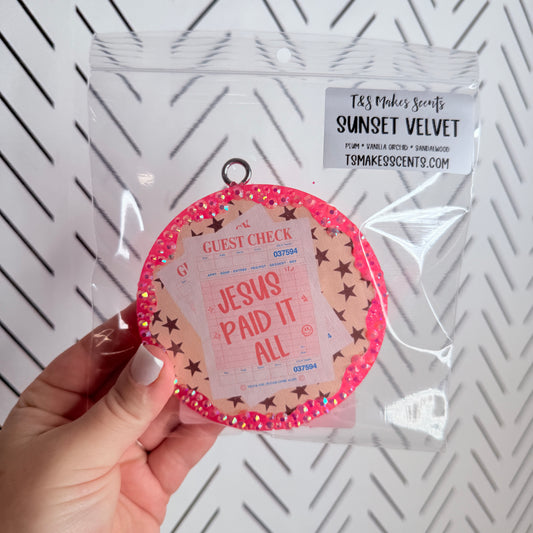 T&S Makes Scents
SUNSET VELVET
PLUM * VANILLA ORCHID * SANDALWOOD
TSMAKESSCENTS.COM
GUEST CHECK
037594
JESUS
PAID IT
ALL
037594